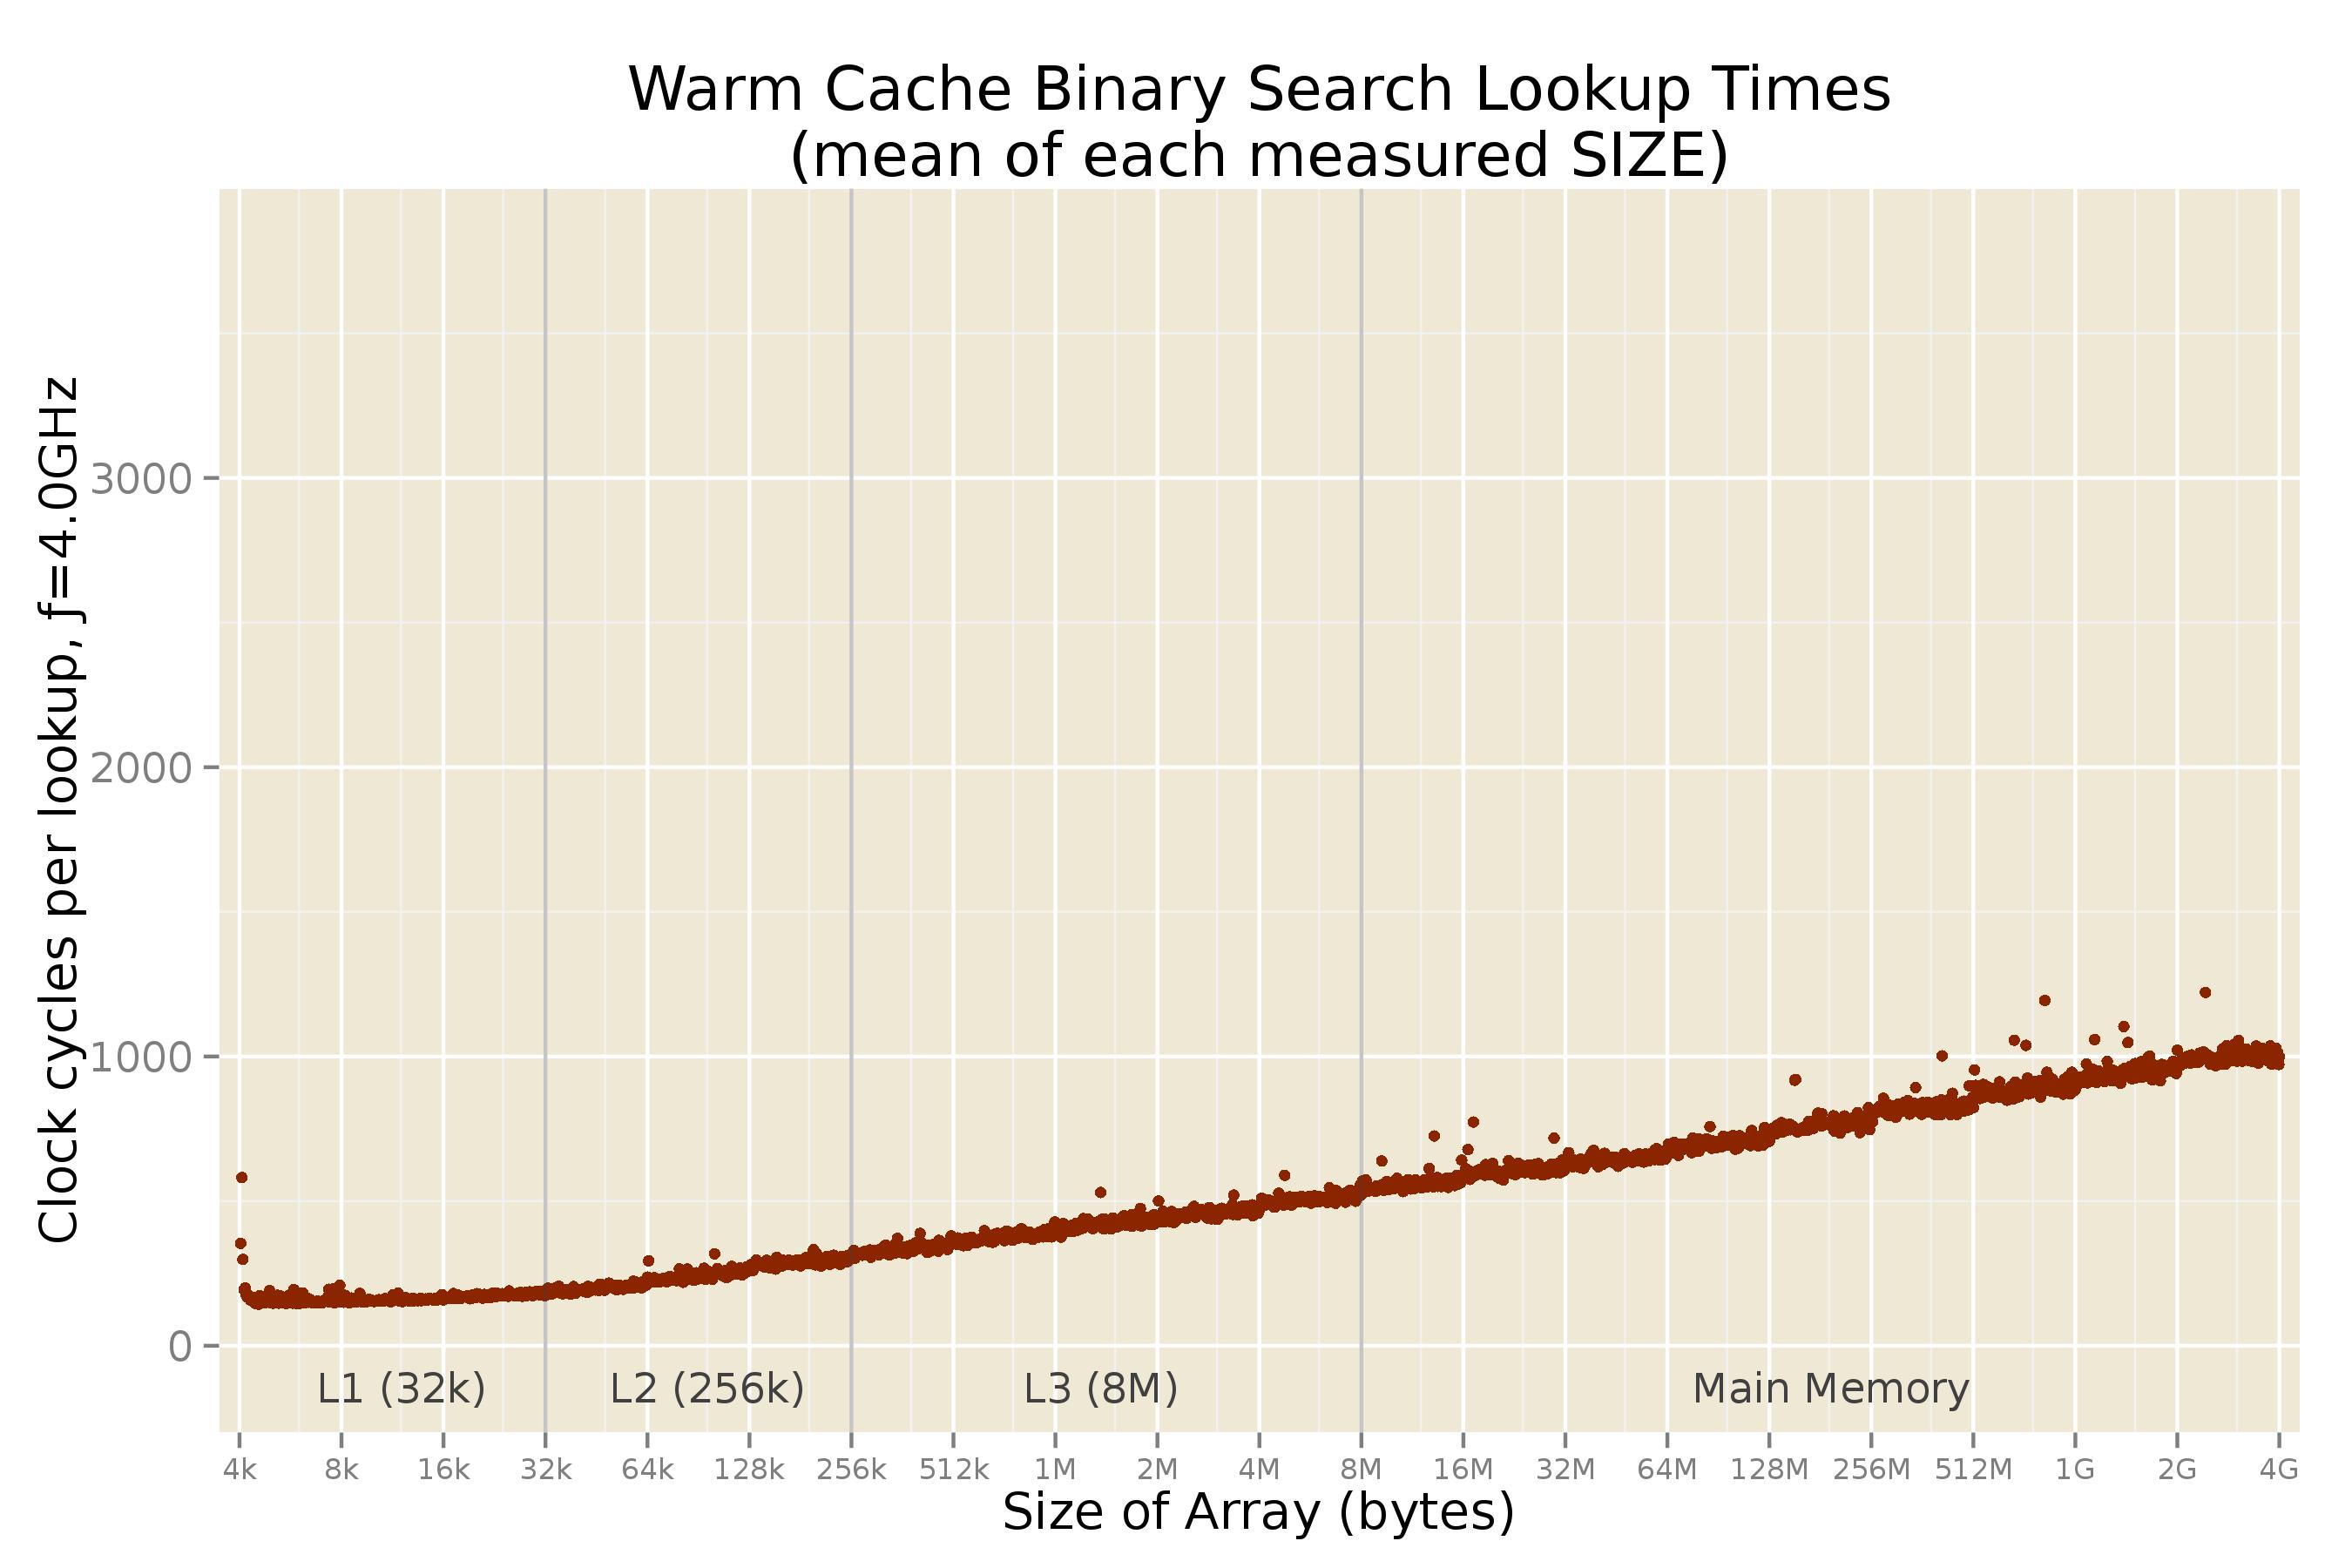 Warm Cache Binary Search Lookup Times
(mean of each measured SIZE)
Clock cycles per lookup, ƒ=4.0GHz
3000
2000
1000
0
L1 (32k) L2 (256k) L3 (8M) Main Memory
4k 8k 16k 32k 64k 128k 256k 512k 1M 2M 4M 8M 16M 32M 64M 128M 256M 512M 1G 2G 4G
Size of Array (bytes)